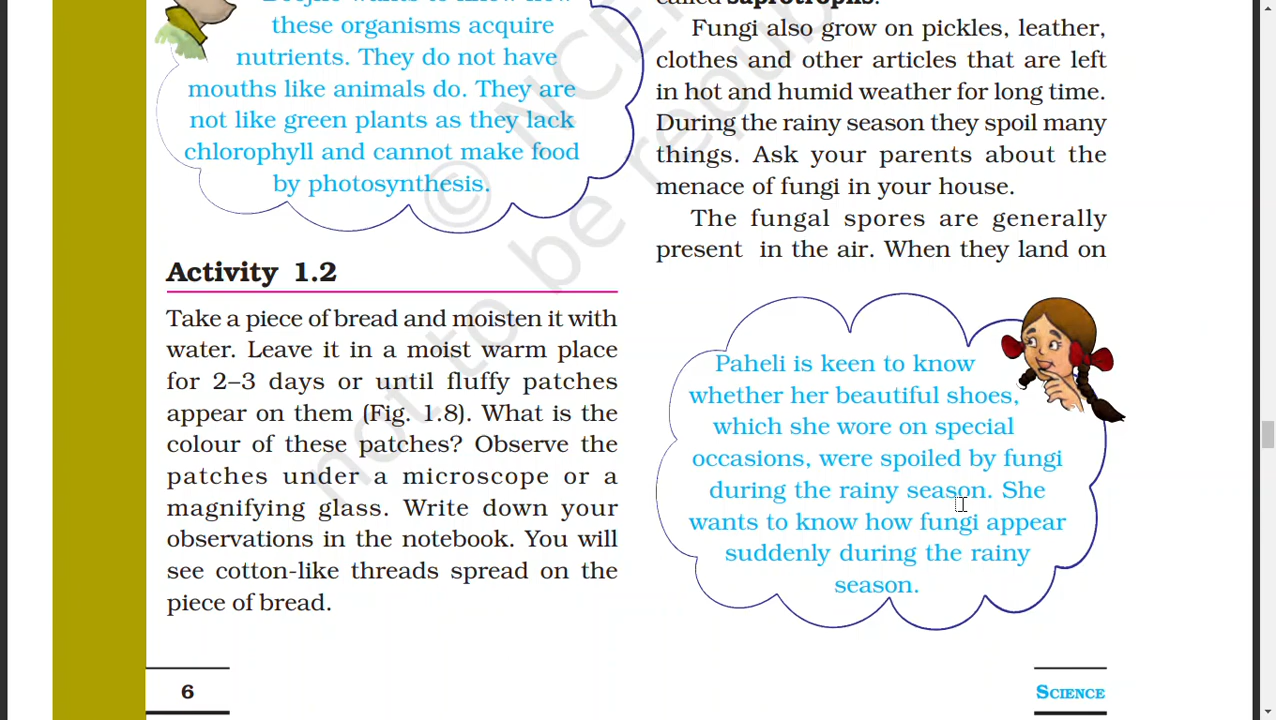 these organisms acquire
nutrients. They do not have
mouths like animals do. They are
not like green plants as they lack
chlorophyll and cannot make food
by photosynthesis.
Activity 1.2
Take a piece of bread and moisten it with
water. Leave it in a moist warm place
for 2–3 days or until fluffy patches
appear on them (Fig. 1.8). What is the
colour of these patches? Observe the
patches under a microscope or a
magnifying glass. Write down your
observations in the notebook. You will
see cotton-like threads spread on the
piece of bread.
called saprotrophs.
Fungi also grow on pickles, leather,
clothes and other articles that are left
in hot and humid weather for long time.
During the rainy season they spoil many
things. Ask your parents about the
menace of fungi in your house.
The fungal spores are generally
present in the air. When they land on
Paheli is keen to know
whether her beautiful shoes,
which she wore on special
occasions, were spoiled by fungi
during the rainy season. She
wants to know how fungi appear
suddenly during the rainy
season.
6
SCIENCE
© NCE
not to be republ